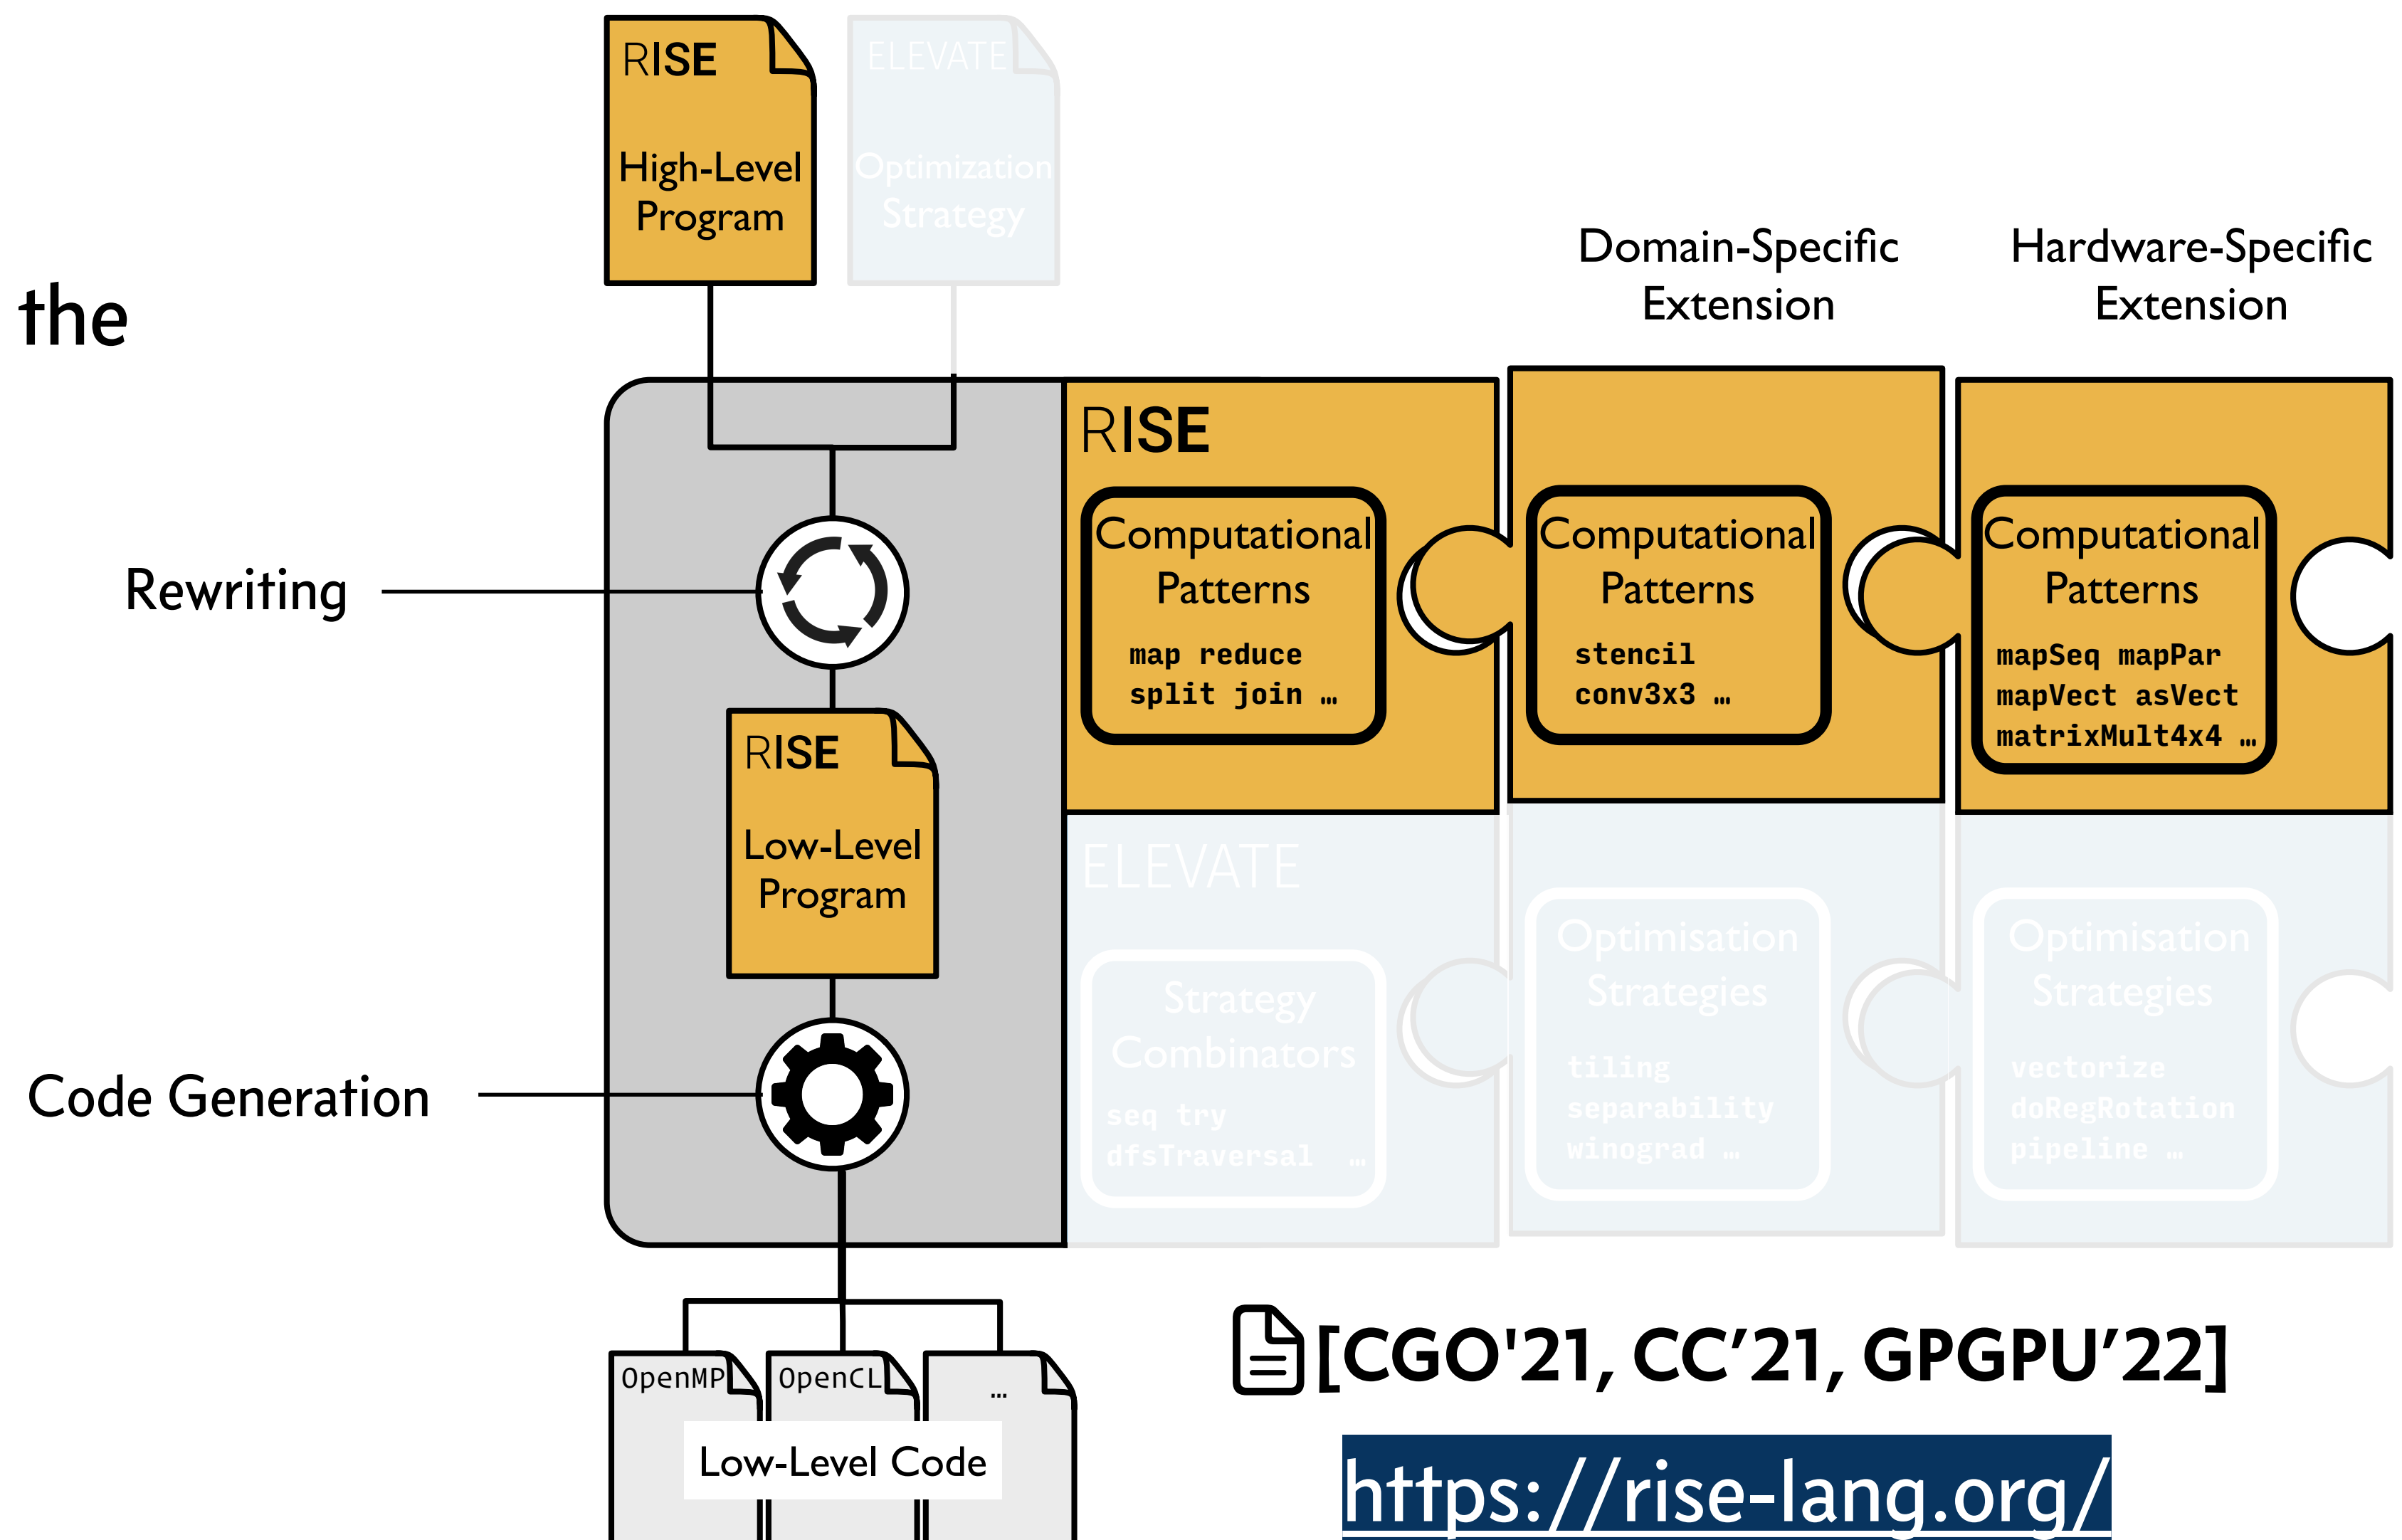 RISE
High-Level
Program
ELEVATE
Optimization
Strategy
the
Domain-Specific
Extension
Hardware-Specific
Extension
Rewriting
RISE
Computational
Patterns
map reduce
split join …
Computational
Patterns
stencil
conv3x3 …
Computational
Patterns
mapSeq mapPar
mapVect asVect
matrixMult4x4 …
RISE
Low-Level
Program
ELEVATE
Strategy
Combinators
seq try
dfsTraversal …
Optimisation
Strategies
tiling
separability
winograd …
Optimisation
Strategies
vectorize
doRegRotation
pipeline …
Code Generation
OpenMP
OpenCL
…
Low-Level Code
[CGO'21, CC’21, GPGPU’22]
https://rise-lang.org/